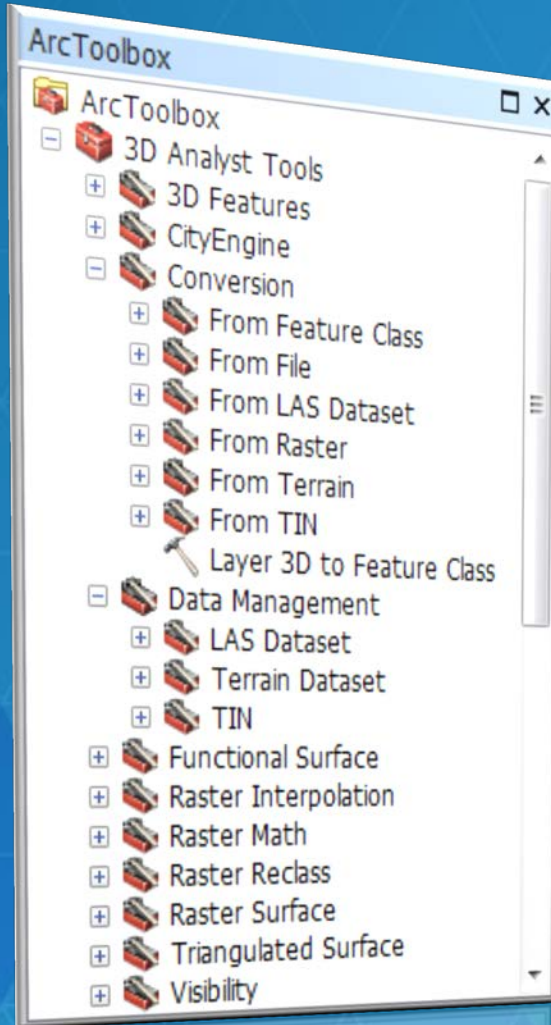 ArcToolbox
ArcToolbox
3D Analyst Tools
3D Features
CityEngine
Conversion
From Feature Class
From File
From LAS Dataset
From Raster
From Terrain
From TIN
Layer 3D to Feature Class
Data Management
LAS Dataset
Terrain Dataset
TIN
Functional Surface
Raster Interpolation
Raster Math
Raster Reclass
Raster Surface
Triangulated Surface
Visibility